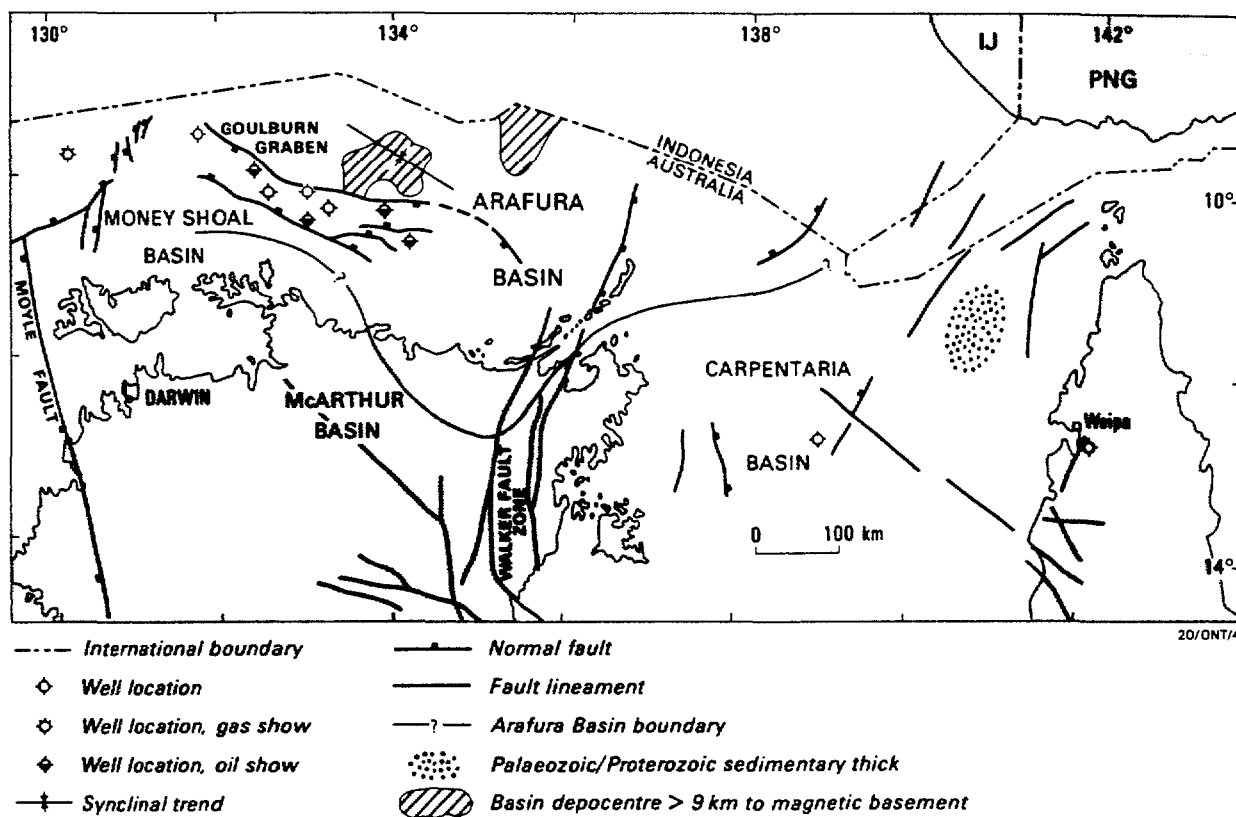 130°
134°
138°
142°
IJ
PNG
GOULBURN
GRABEN
INDONESIA
AUSTRALIA
ARAFURA
BASIN
10°
MONEY SHOAL
BASIN
MOYLE
FAULT
DARWIN
McARTHUR
BASIN
CARPENTARIA
BASIN
Weipa
WALKER FAULT
ZONE
0 100 km
14°
20/ONT/4
International boundary
Well location
Well location, gas show
Well location, oil show
Synclinal trend
Normal fault
Fault lineament
? Arafura Basin boundary
Palaeozoic/Proterozoic sedimentary thick
Basin depocentre > 9 km to magnetic basement